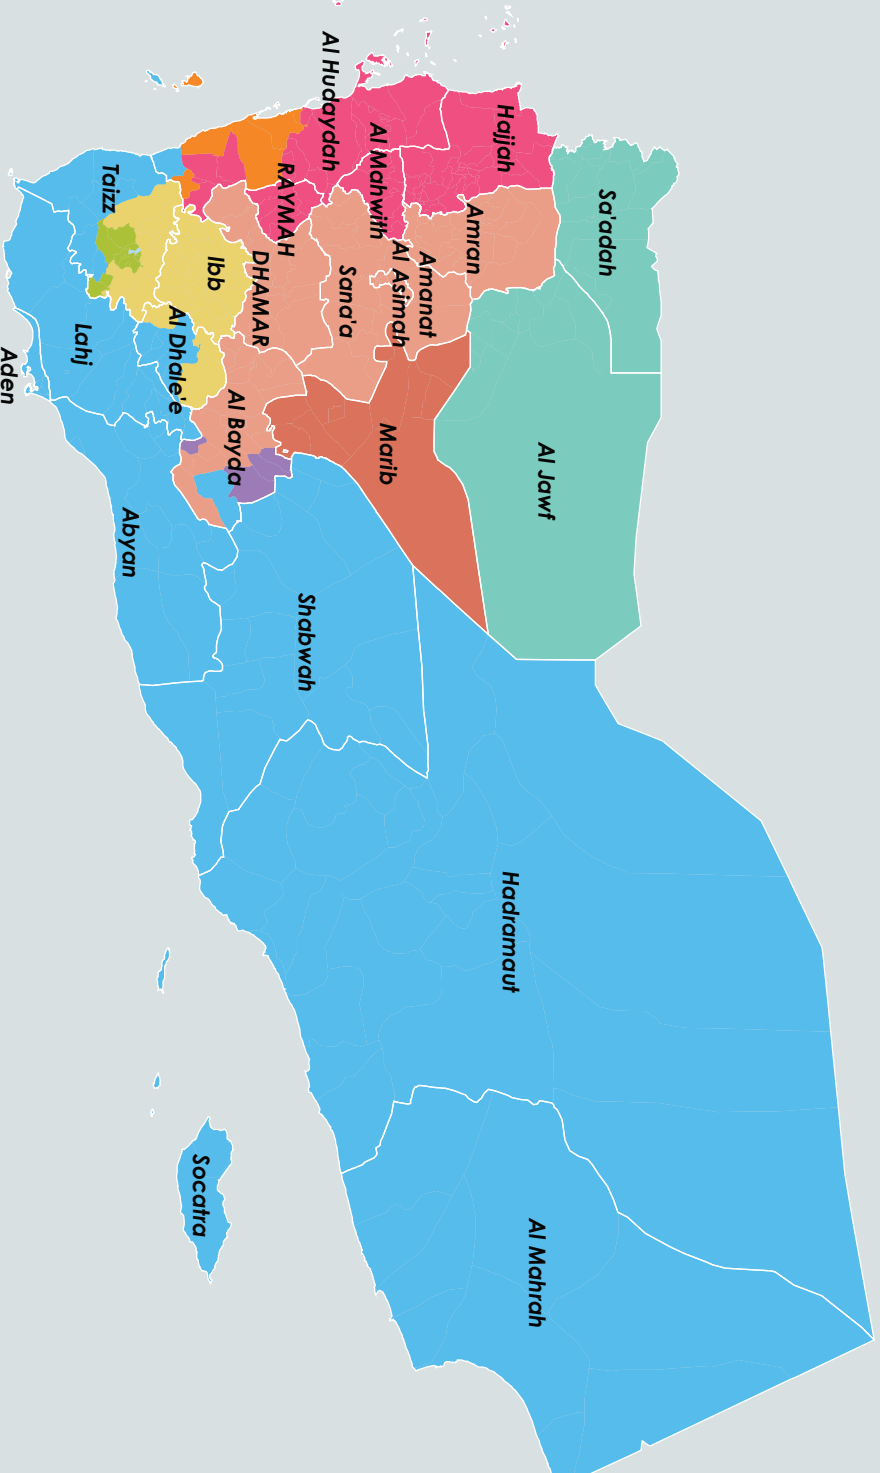 Sa'adah
Hajjah
Amran
Al Jawf
Al Hudaydah
Al Mahwith
Amanat
Al Asimah
Sana'a
Marib
Hadramaut
Al Mahrah
RAYMAH
DHAMAR
Ibb
Al Bayda
Shabwah
Taizz
Al Dhale'e
Lahj
Abyan
Aden
Socatra